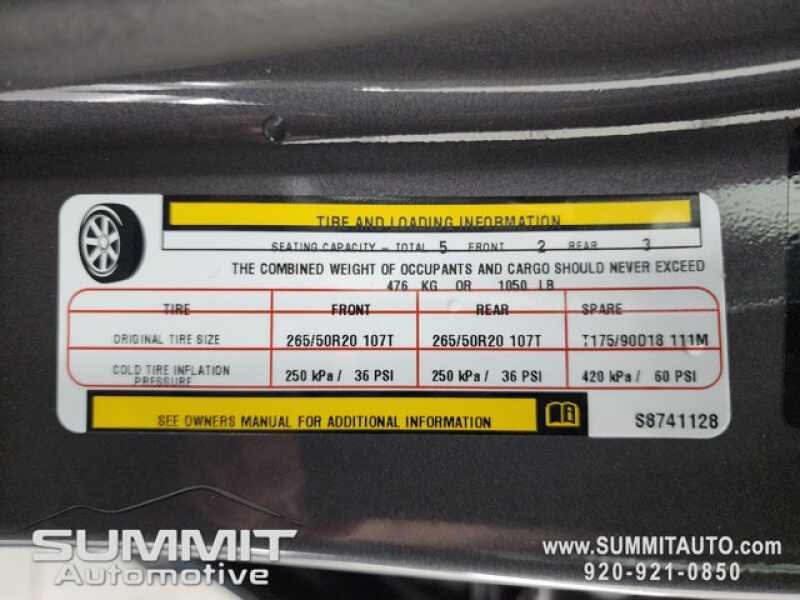 TIRE AND LOADING INFORMATION
SEATING CAPACITY - TOTAL 5 FRONT 2 REAR 3
THE COMBINED WEIGHT OF OCCUPANTS AND CARGO SHOULD NEVER EXCEED
476 KG OR 1050 LB
TIRE FRONT REAR SPARE
ORIGINAL TIRE SIZE 265/50R20 107T 265/50R20 107T T175/90D18 111M
COLD TIRE INFLATION PRESSURE 250 kPa / 36 PSI 250 kPa / 36 PSI 420 kPa / 60 PSI
SEE OWNERS MANUAL FOR ADDITIONAL INFORMATION
S8741128
SUMMIT
Automotive
WWW.SUMMITAUTO.COM
920-921-0850